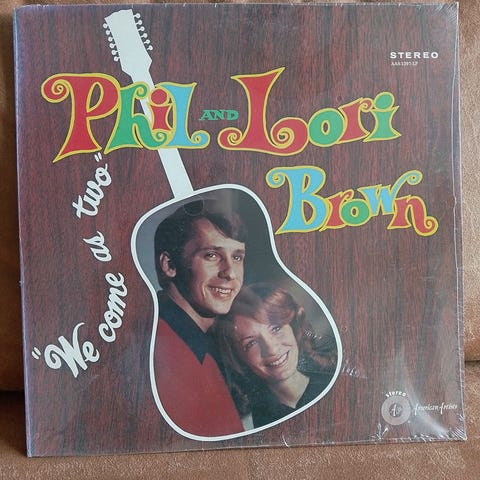 STEREO
Phil AND Lori
Brown
"We come as two"
stereo
American Artists